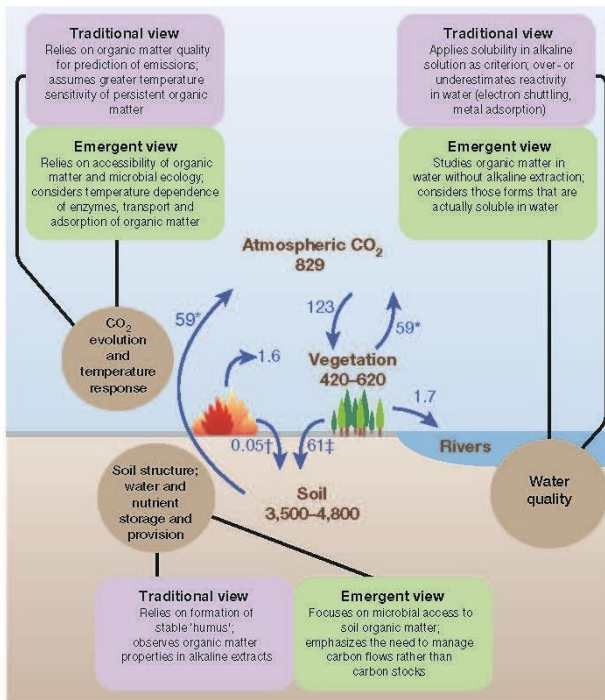 Traditional view
Relies on organic matter quality
for prediction of emissions;
assumes greater temperature
sensitivity of persistent organic
matter
Emergent view
Relies on accessibility of organic
matter and microbial ecology;
considers temperature dependence
of enzymes, transport and
adsorption of organic matter
Traditional view
Applies solubility in alkaline
solution as criterion; over- or
underestimates reactivity
in water (electron shuttling,
metal adsorption)
Emergent view
Studies organic matter in
water without alkaline extraction;
considers those forms that are
actually soluble in water
Atmospheric CO₂
829
59*
123
59*
CO₂
evolution
and
temperature
response
1.6
Vegetation
420–620
1.7
0.05†
61‡
Rivers
Soil structure;
water and
nutrient
storage and
provision
Soil
3,500–4,800
Water
quality
Traditional view
Relies on formation of
stable 'humus';
observes organic matter
properties in alkaline extracts
Emergent view
Focuses on microbial access to
soil organic matter;
emphasizes the need to manage
carbon flows rather than
carbon stocks